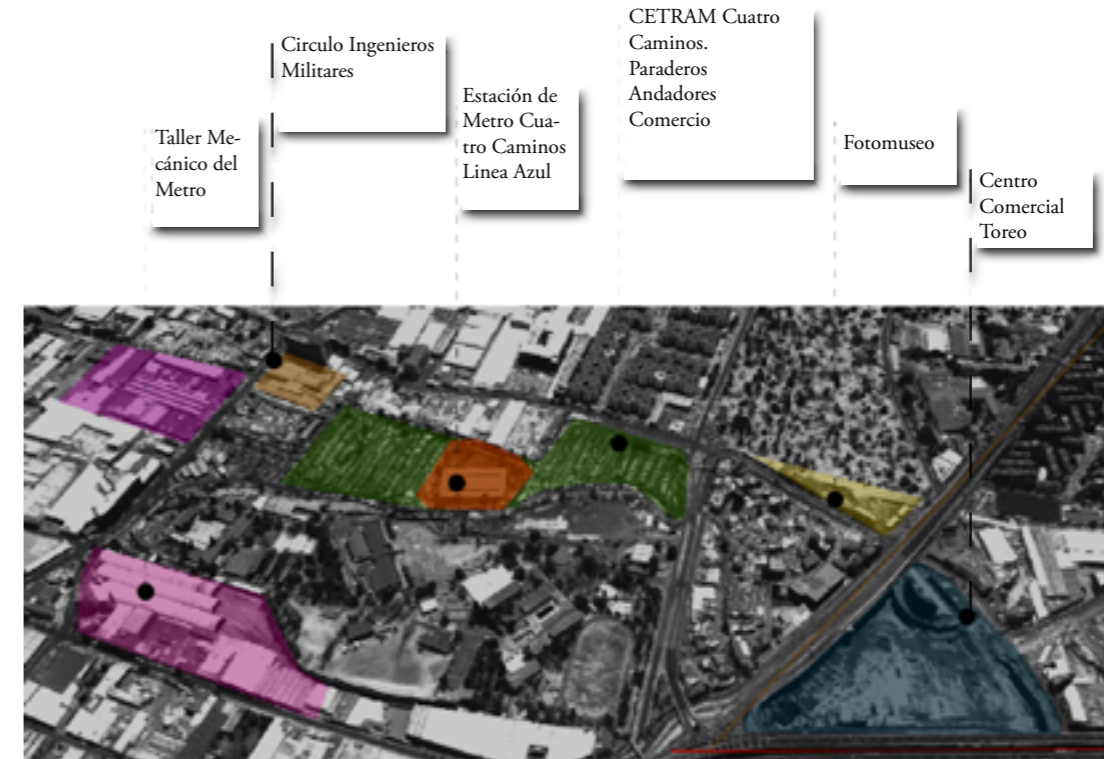 Taller Me-
cánico del
Metro
Circulo Ingenieros
Militares
Estación de
Metro Cua-
tro Caminos
Linea Azul
CETRAM Cuatro
Caminos.
Paraderos
Andadores
Comercio
Fotomuseo
Centro
Comercial
Toreo